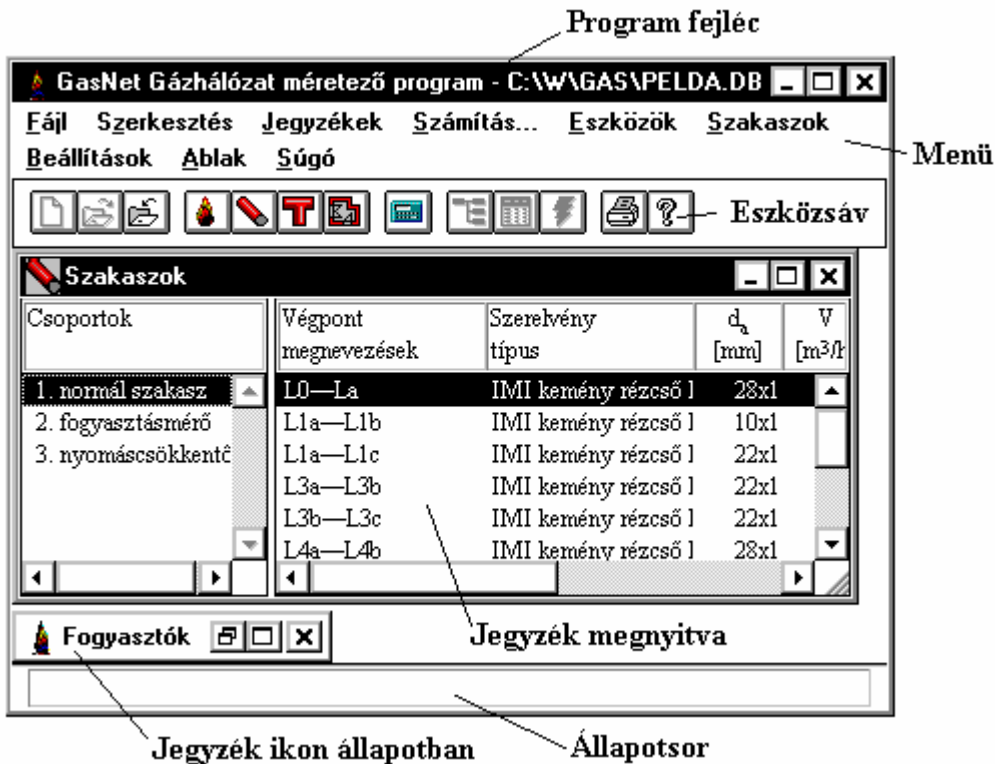 Program fejléc
GasNet Gázhálózat méretező program - C:\W\GAS\PELDA.DB
Fájl Szerkesztés Jegyzékek Számítás... Eszközök Szakaszok
Beállítások Ablak Súgó
Menü
Eszközsáv
Szakaszok
Csoportok
1. normál szakasz
2. fogyasztásmérő
3. nyomáscsökkentő
Végpont Szerelvény dₐ V
megnevezések típus [mm] [m³/h
L0—La IMI kemény rézcső l 28x1
L1a—L1b IMI kemény rézcső l 10x1
L1a—L1c IMI kemény rézcső l 22x1
L3a—L3b IMI kemény rézcső l 22x1
L3b—L3c IMI kemény rézcső l 22x1
L4a—L4b IMI kemény rézcső l 28x1
Fogyasztók
Jegyzék megnyitva
Jegyzék ikon állapotban
Állapotsor